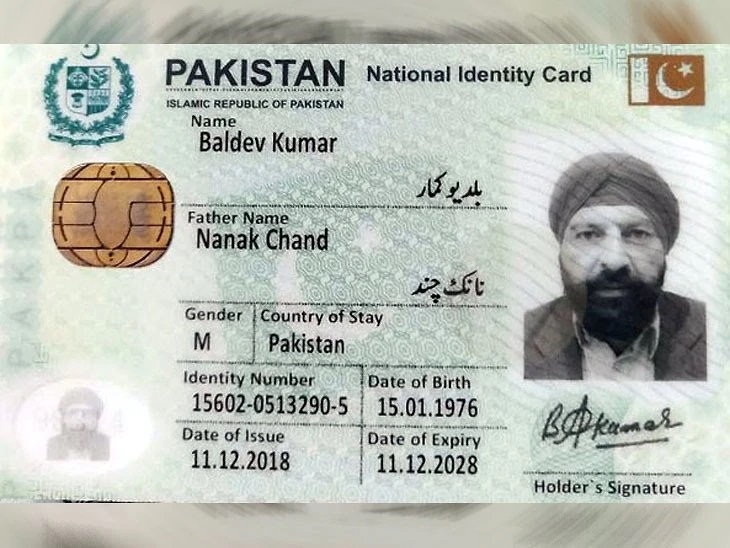 PAKISTAN National Identity Card
ISLAMIC REPUBLIC OF PAKISTAN
Name
Baldev Kumar
بلدیو کمار
Father Name
Nanak Chand
نانک چند
Gender Country of Stay
M Pakistan
Identity Number Date of Birth
15602-0513290-5 15.01.1976
Date of Issue Date of Expiry
11.12.2018 11.12.2028
Holder`s Signature